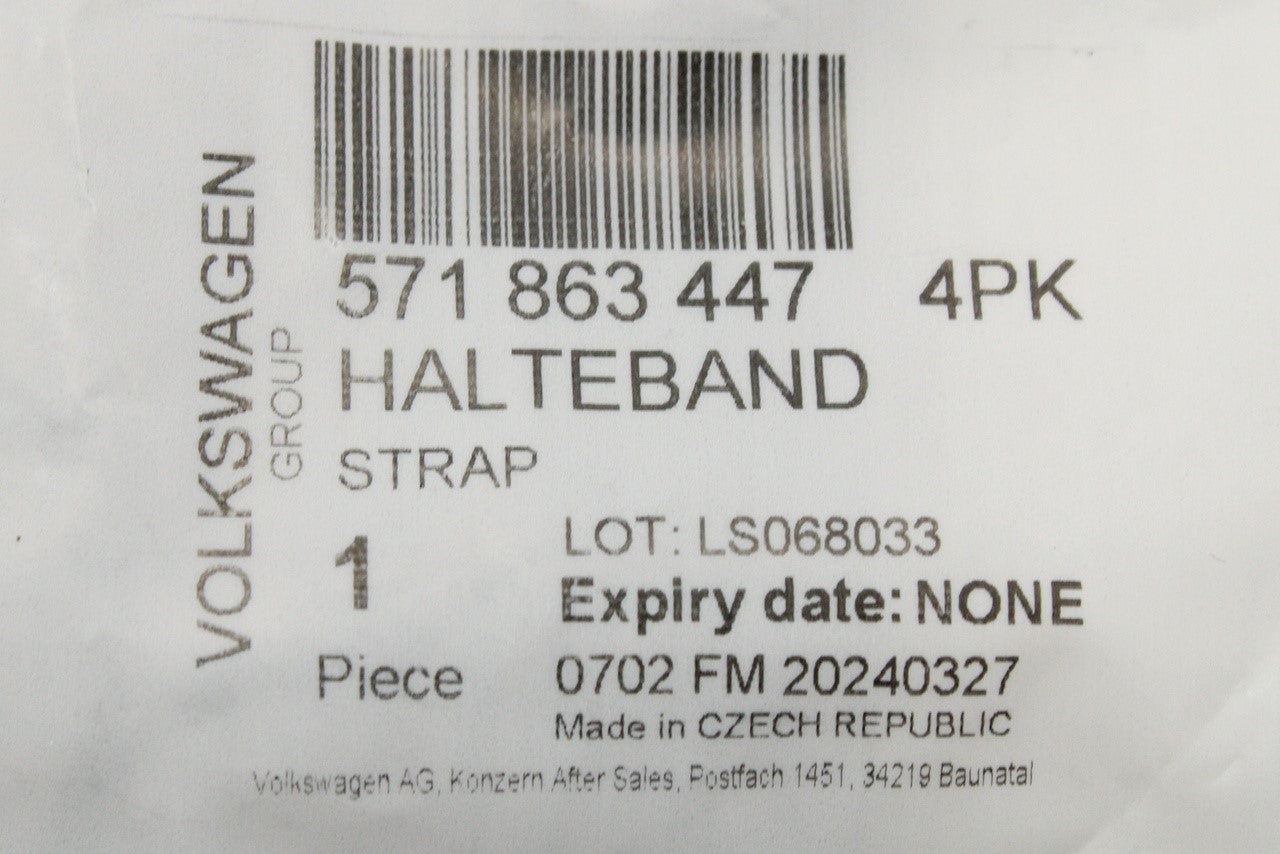 VOLKSWAGEN
GROUP
571 863 447 4PK
HALTEBAND
STRAP
1
Piece
LOT: LS068033
Expiry date: NONE
0702 FM 20240327
Made in CZECH REPUBLIC
Volkswagen AG, Konzern After Sales, Postfach 1451, 34219 Baunatal